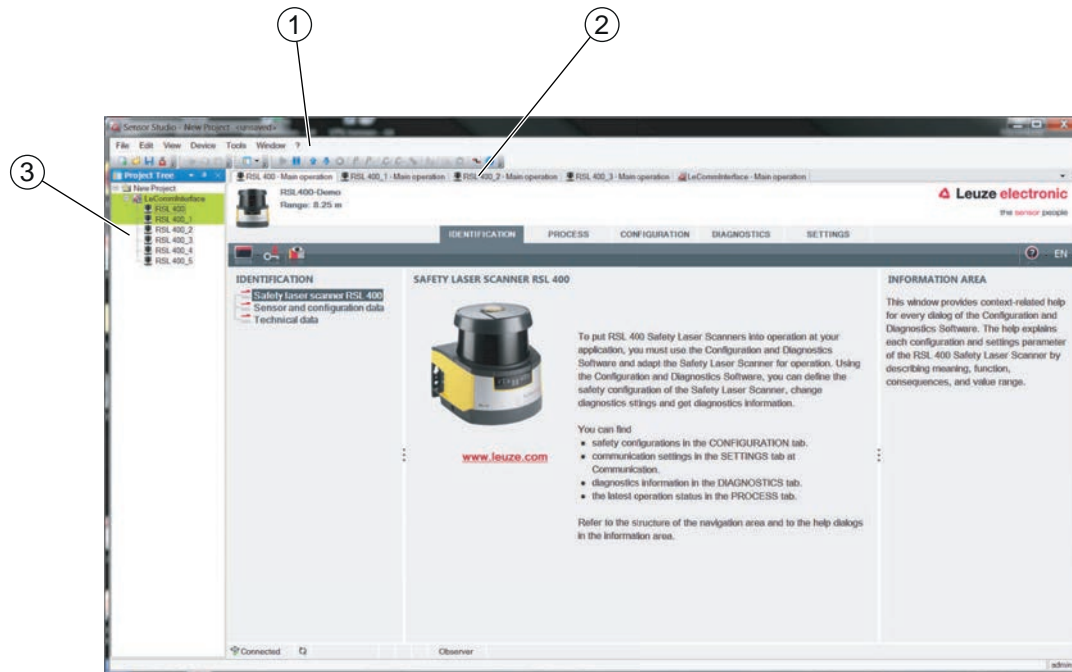 1
2
3
Sensor Studio - New Project <unsaved>
File Edit View Device Tools Window ?
Project Tree
New Project
LeCommInterface
RSL 400
RSL 400_1
RSL 400_2
RSL 400_3
RSL 400_4
RSL 400_5
RSL 400 - Main operation
RSL 400_1 - Main operation
RSL 400_2 - Main operation
RSL 400_3 - Main operation
LeCommInterface - Main operation
RSL400-Demo
Range: 8.25 m
Leuze electronic
the sensor people
IDENTIFICATION PROCESS CONFIGURATION DIAGNOSTICS SETTINGS
? EN
IDENTIFICATION
Safety laser scanner RSL 400
Sensor and configuration data
Technical data
SAFETY LASER SCANNER RSL 400
www.leuze.com
To put RSL 400 Safety Laser Scanners into operation at your
application, you must use the Configuration and Diagnostics
Software and adapt the Safety Laser Scanner for operation. Using
the Configuration and Diagnostics Software, you can define the
safety configuration of the Safety Laser Scanner, change
diagnostics sttings and get diagnostics information.
You can find
• safety configurations in the CONFIGURATION tab.
• communication settings in the SETTINGS tab at
Communication.
• diagnostics information in the DIAGNOSTICS tab.
• the latest operation status in the PROCESS tab.
Refer to the structure of the navigation area and to the help dialogs
in the information area.
INFORMATION AREA
This window provides context-related help
for every dialog of the Configuration and
Diagnostics Software. The help explains
each configuration and settings parameter
of the RSL 400 Safety Laser Scanner by
describing meaning, function,
consequences, and value range.
Connected
Observer
admin